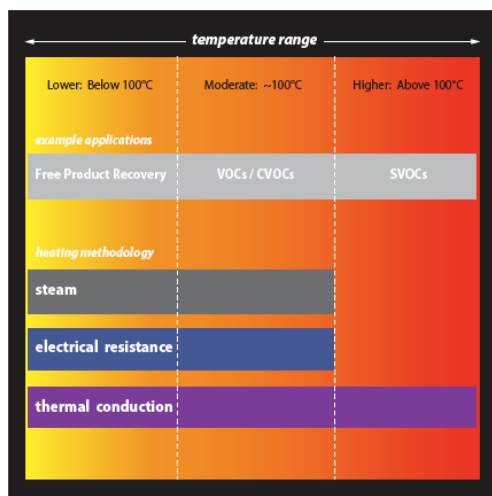 temperature range
Lower: Below 100°C Moderate: ~100°C Higher: Above 100°C
example applications
Free Product Recovery VOCs / CVOCs SVOCs
heating methodology
steam
electrical resistance
thermal conduction